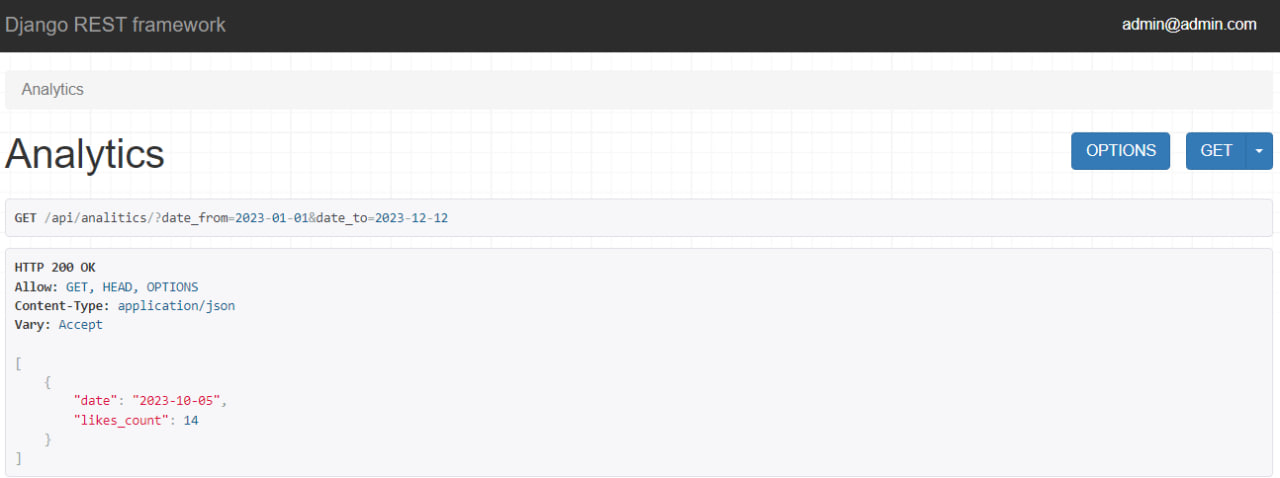 Django REST framework
admin@admin.com
Analytics
Analytics
OPTIONS
GET
GET /api/analitics/?date_from=2023-01-01&date_to=2023-12-12
HTTP 200 OK
Allow: GET, HEAD, OPTIONS
Content-Type: application/json
Vary: Accept
[
    {
        "date": "2023-10-05",
        "likes_count": 14
    }
]